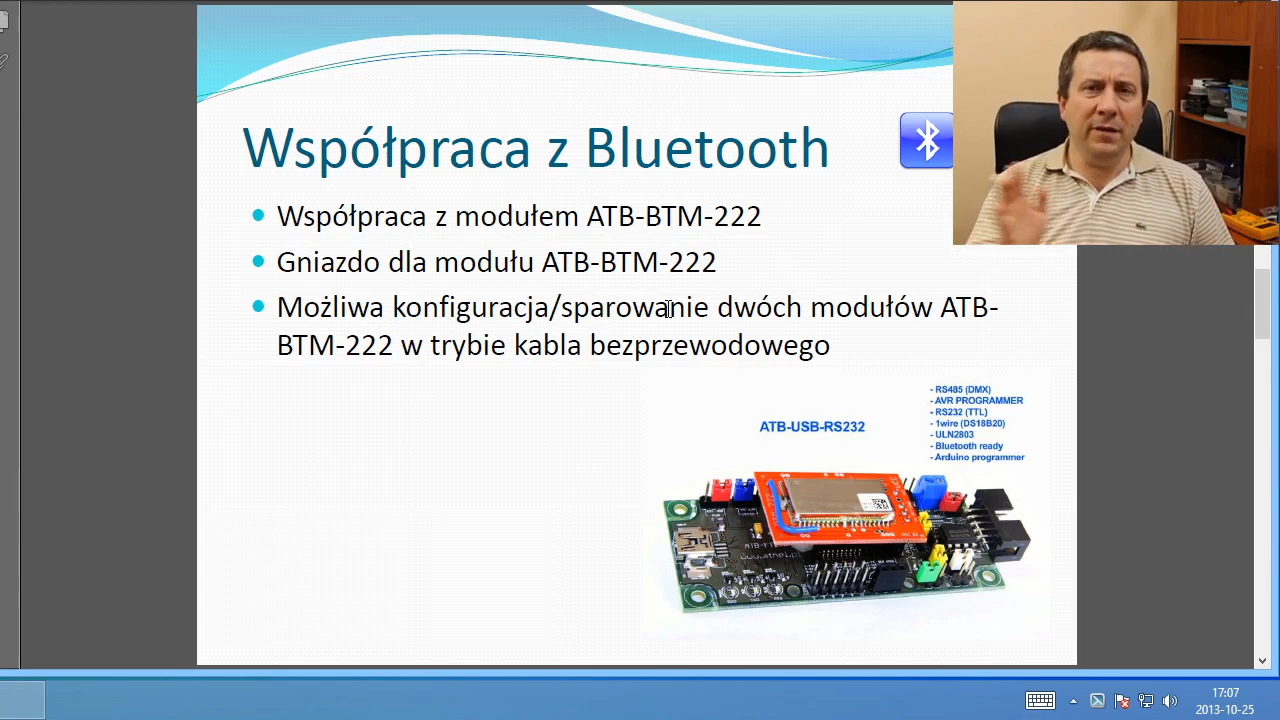 Współpraca z Bluetooth
Współpraca z modułem ATB-BTM-222
Gniazdo dla modułu ATB-BTM-222
Możliwa konfiguracja/sparowanie dwóch modułów ATB-
BTM-222 w trybie kabla bezprzewodowego
- RS485 (DMX)
- AVR PROGRAMMER
- RS232 (TTL)
- 1wire (DS18B20)
- ULN2803
- Bluetooth ready
- Arduino programmer
ATB-USB-RS232
17:07
2013-10-25